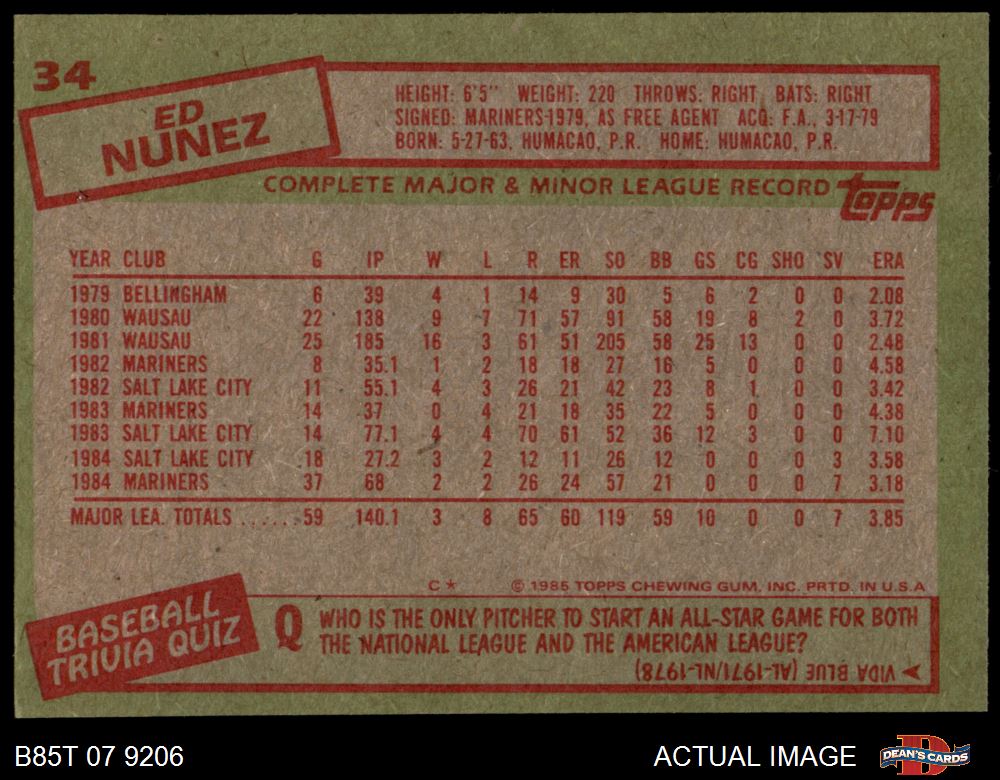 34
ED
NUNEZ
HEIGHT: 6'5" WEIGHT: 220 THROWS: RIGHT BATS: RIGHT
SIGNED: MARINERS-1979, AS FREE AGENT ACQ: F.A., 3-17-79
BORN: 5-27-63, HUMACAO, P.R. HOME: HUMACAO, P.R.
COMPLETE MAJOR & MINOR LEAGUE RECORD topps
YEAR CLUB G IP W L R ER SO BB GS CG SHO SV ERA
1979 BELLINGHAM 6 39 4 1 14 9 30 5 6 2 0 0 2.08
1980 WAUSAU 22 138 9 7 71 57 91 58 19 8 2 0 3.72
1981 WAUSAU 25 185 16 3 61 51 205 58 25 13 0 0 2.48
1982 MARINERS 8 35.1 1 2 18 18 27 16 5 0 0 0 4.58
1982 SALT LAKE CITY 11 55.1 4 3 26 21 42 23 8 1 0 0 3.42
1983 MARINERS 14 37 0 4 21 18 35 22 5 0 0 0 4.38
1983 SALT LAKE CITY 14 77.1 4 4 70 61 52 36 12 3 0 0 7.10
1984 SALT LAKE CITY 18 27.2 3 2 12 11 26 12 0 0 0 3 3.58
1984 MARINERS 37 68 2 2 26 24 57 21 0 0 0 7 3.18
MAJOR LEA. TOTALS ...... 59 140.1 3 8 65 60 119 59 10 0 0 7 3.85
C* © 1985 TOPPS CHEWING GUM, INC. PRTD. IN U.S.A
BASEBALL
TRIVIA QUIZ
Q WHO IS THE ONLY PITCHER TO START AN ALL-STAR GAME FOR BOTH
THE NATIONAL LEAGUE AND THE AMERICAN LEAGUE?
VIDA BLUE (AL-1971/NL-1978)
B85T 07 9206
ACTUAL IMAGE
D
DEAN'S CARDS